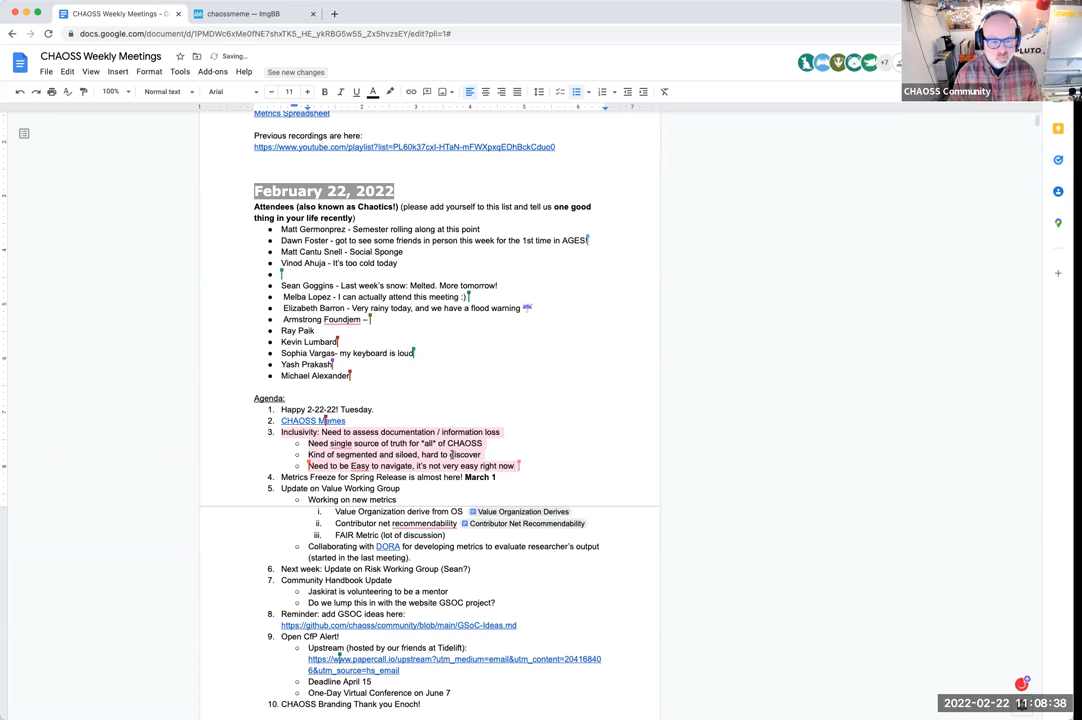 CHAOSS Weekly Meetings - G
chaossmeme — ImgBB
docs.google.com/document/d/1PMDWc6xMe0fNE7shxTK5_HE_ykRBG5w55_Zx5hvzsEY/edit?pli=1#
CHAOSS Weekly Meetings
Saving...
File Edit View Insert Format Tools Add-ons Help
See new changes
+7
100% Normal text Arial 11
PLUTO
CHAOSS Community
Metrics Spreadsheet
Previous recordings are here:
https://www.youtube.com/playlist?list=PL60k37cxI-HTaN-mFWXpxqEDhBckCduo0
February 22, 2022
Attendees (also known as Chaotics!) (please add yourself to this list and tell us one good
thing in your life recently)
● Matt Germonprez - Semester rolling along at this point
● Dawn Foster - got to see some friends in person this week for the 1st time in AGES!
● Matt Cantu Snell - Social Sponge
● Vinod Ahuja - It's too cold today
●
● Sean Goggins - Last week's snow: Melted. More tomorrow!
● Melba Lopez - I can actually attend this meeting :)
● Elizabeth Barron - Very rainy today, and we have a flood warning
● Armstrong Foundjem –
● Ray Paik
● Kevin Lumbard
● Sophia Vargas- my keyboard is loud
● Yash Prakash
● Michael Alexander
Agenda:
1. Happy 2-22-22! Tuesday.
2. CHAOSS Memes
3. Inclusivity: Need to assess documentation / information loss
○ Need single source of truth for *all* of CHAOSS
○ Kind of segmented and siloed, hard to discover
○ Need to be Easy to navigate, it's not very easy right now
4. Metrics Freeze for Spring Release is almost here! March 1
5. Update on Value Working Group
○ Working on new metrics
i. Value Organization derive from OS Value Organization Derives
ii. Contributor net recommendability Contributor Net Recommendability
iii. FAIR Metric (lot of discussion)
○ Collaborating with DORA for developing metrics to evaluate researcher's output
(started in the last meeting).
6. Next week: Update on Risk Working Group (Sean?)
7. Community Handbook Update
○ Jaskirat is volunteering to be a mentor
○ Do we lump this in with the website GSOC project?
8. Reminder: add GSOC ideas here:
https://github.com/chaoss/community/blob/main/GSoC-Ideas.md
9. Open CfP Alert!
○ Upstream (hosted by our friends at Tidelift):
https://www.papercall.io/upstream?utm_medium=email&utm_content=20416840
6&utm_source=hs_email
○ Deadline April 15
○ One-Day Virtual Conference on June 7
10. CHAOSS Branding Thank you Enoch!
2022-02-22 11:08:38